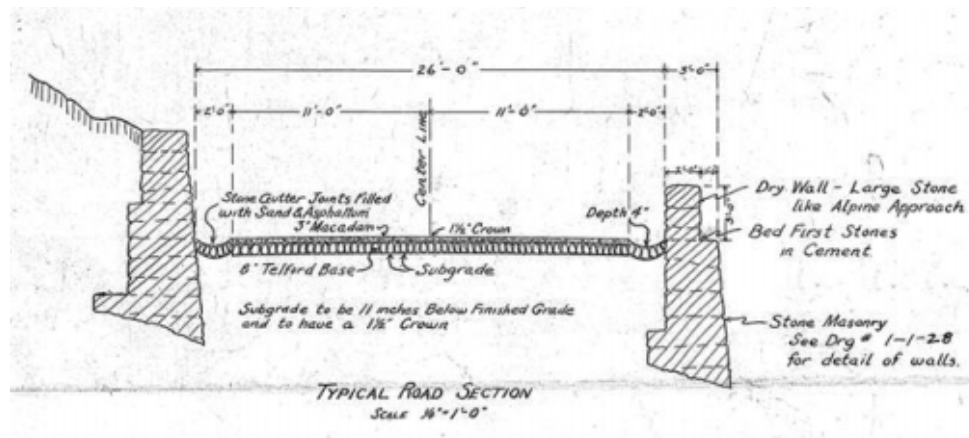 26'-0"
3'-0"
2'-0"
11'-0"
11'-0"
2'-0"
Center Line
Stone Gutter Joints Filled
with Sand & Asphaltum
3" Macadam
1½" Crown
Depth 4"
Dry Wall - Large Stone
like Alpine Approach
3'-0"
Bed First Stones
in Cement
8" Telford Base
Subgrade
Subgrade to be 11 inches Below Finished Grade
and to have a 1½" Crown
Stone Masonry
See Drg # 1-1-28
for detail of walls.
TYPICAL ROAD SECTION
SCALE 1'-0"